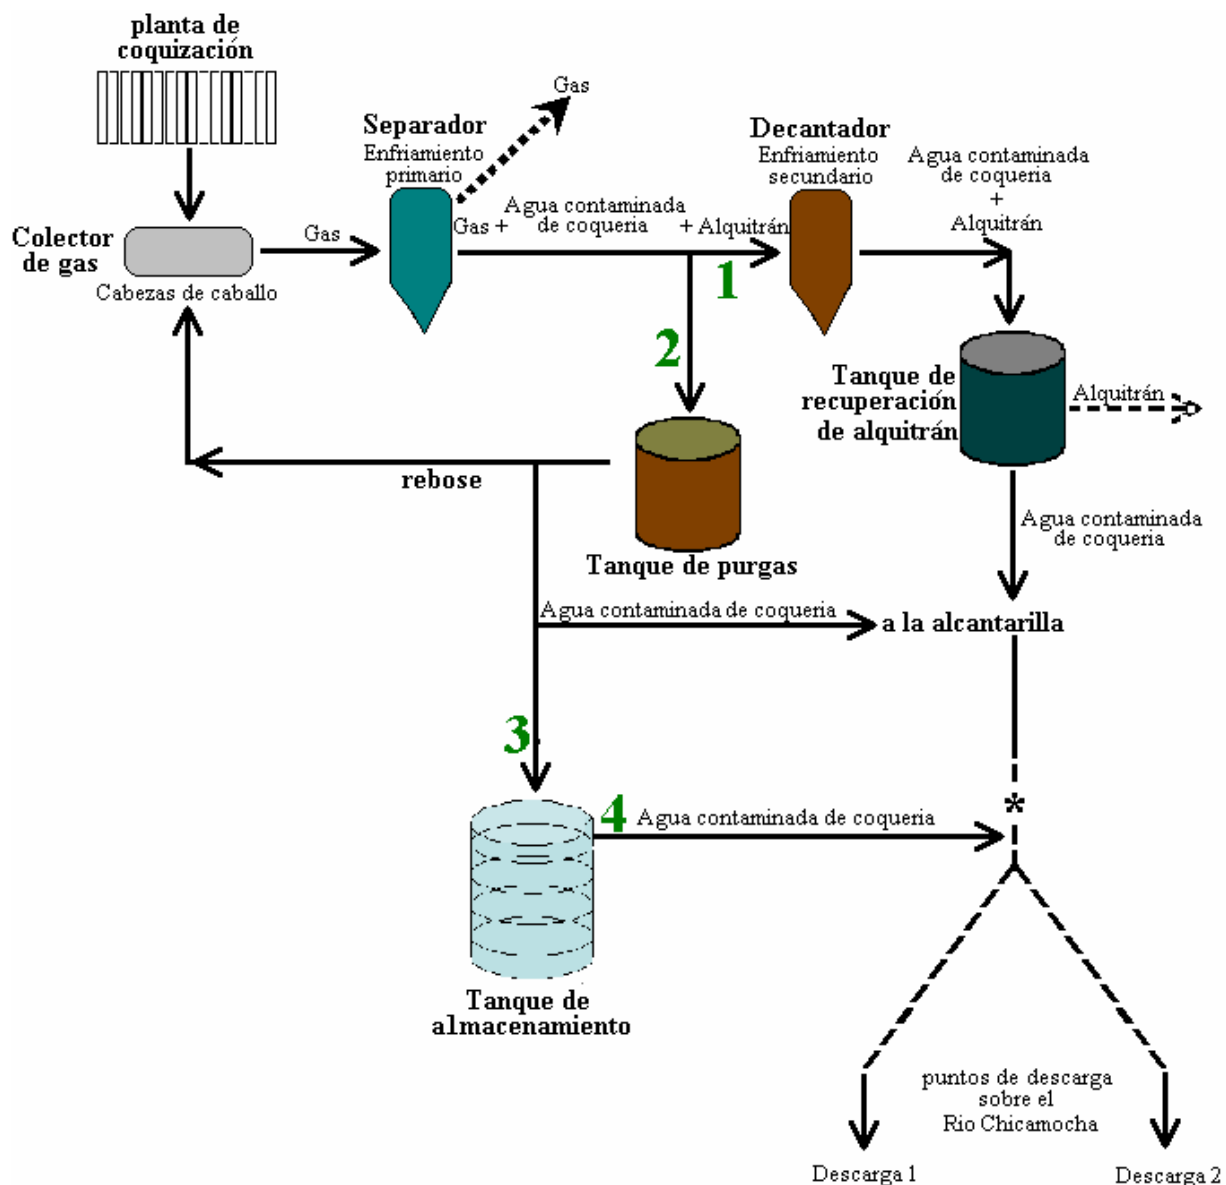 planta de
coquización
Gas
Separador
Enfriamiento
primario
Decantador
Enfriamiento
secundario
Agua contaminada
de coqueria
+
Alquitrán
Colector
de gas
Cabezas de caballo
Gas
Gas + Agua contaminada
de coqueria + Alquitrán
1
2
Tanque de
recuperación
de alquitrán
Alquitrán
rebose
Tanque de purgas
Agua contaminada
de coqueria
Agua contaminada de coqueria
a la alcantarilla
3
*
4
Agua contaminada de coqueria
Tanque de
almacenamiento
puntos de descarga
sobre el
Rio Chicamocha
Descarga 1
Descarga 2